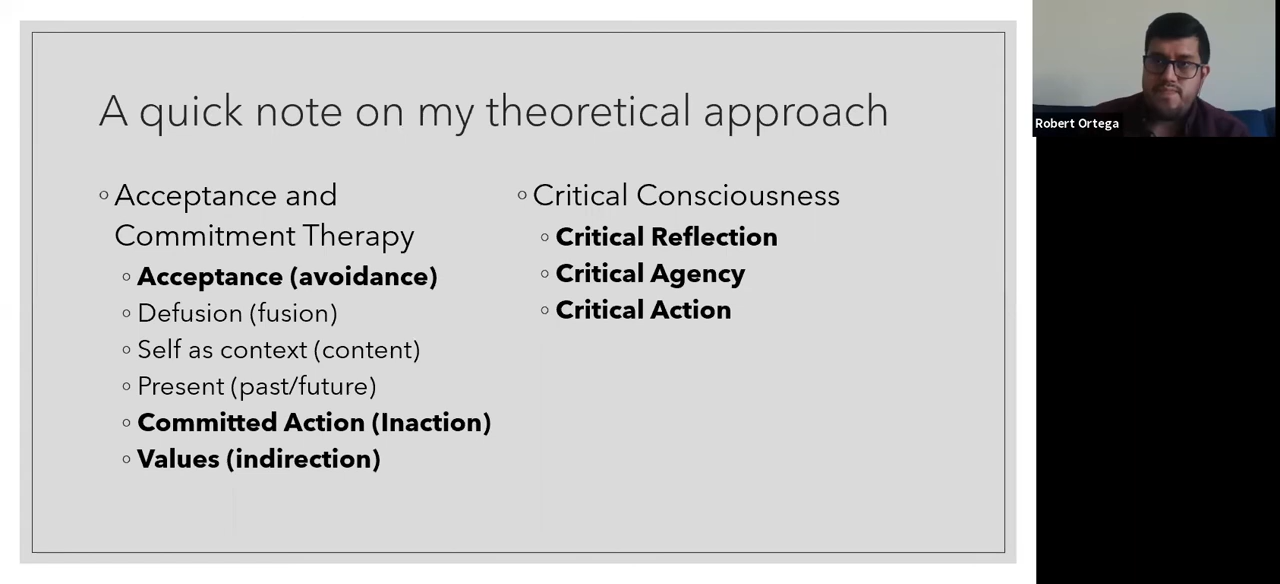 A quick note on my theoretical approach
◦ Acceptance and
Commitment Therapy
◦ Acceptance (avoidance)
◦ Defusion (fusion)
◦ Self as context (content)
◦ Present (past/future)
◦ Committed Action (Inaction)
◦ Values (indirection)
◦ Critical Consciousness
◦ Critical Reflection
◦ Critical Agency
◦ Critical Action
Robert Ortega